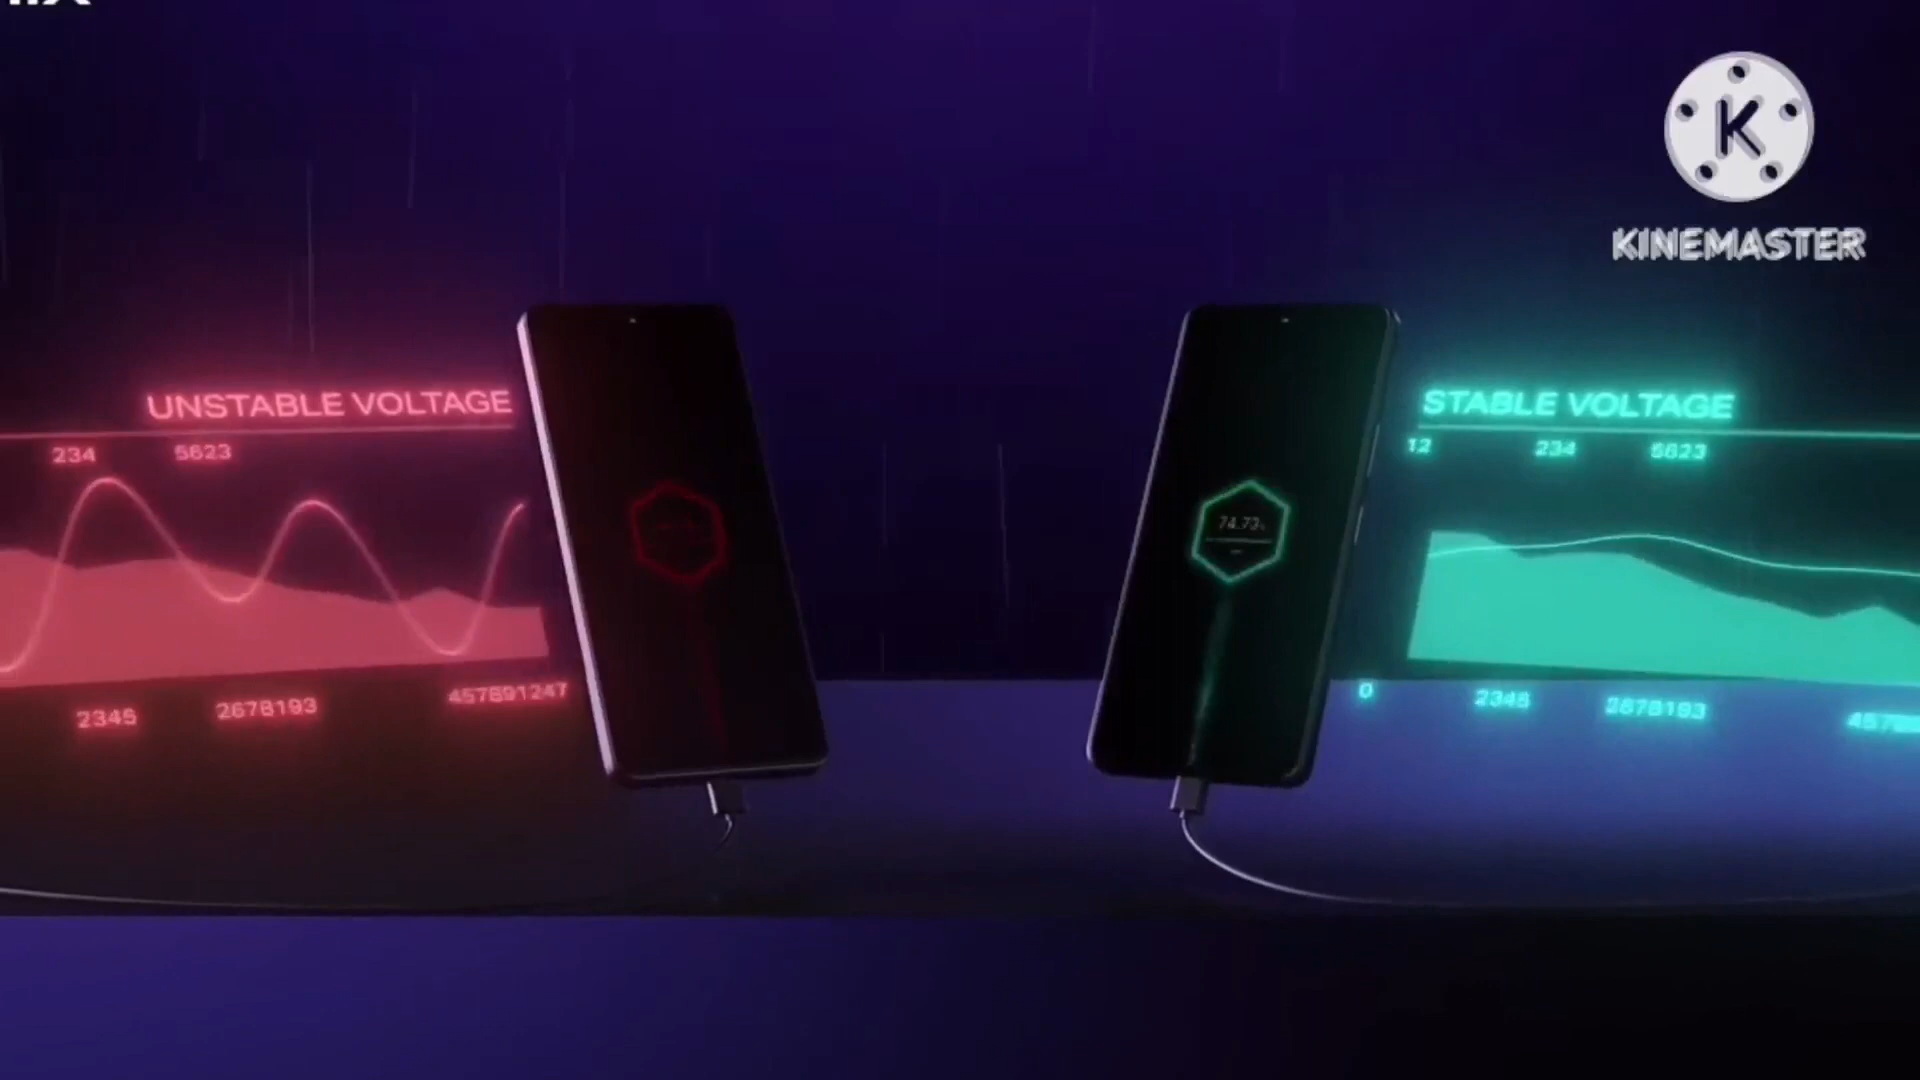 K
KINEMASTER
UNSTABLE VOLTAGE
234 5623
2345 2678193 457891247
STABLE VOLTAGE
12 234 5623
74.73%
0 2345 2678193